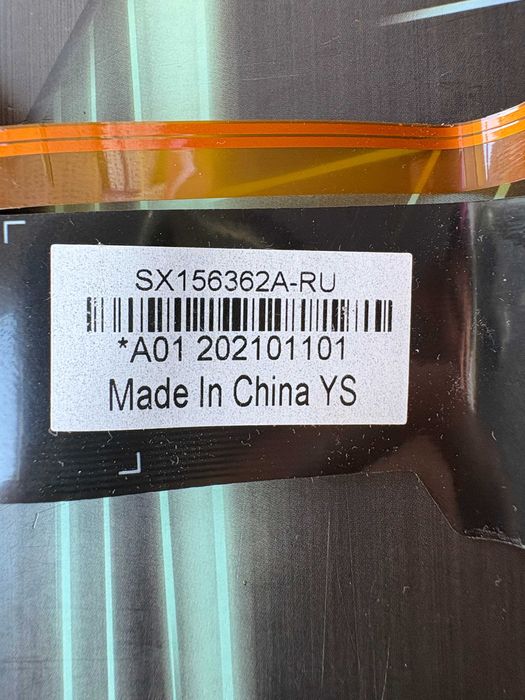 SX156362A-RU
*A01 202101101
Made In China YS